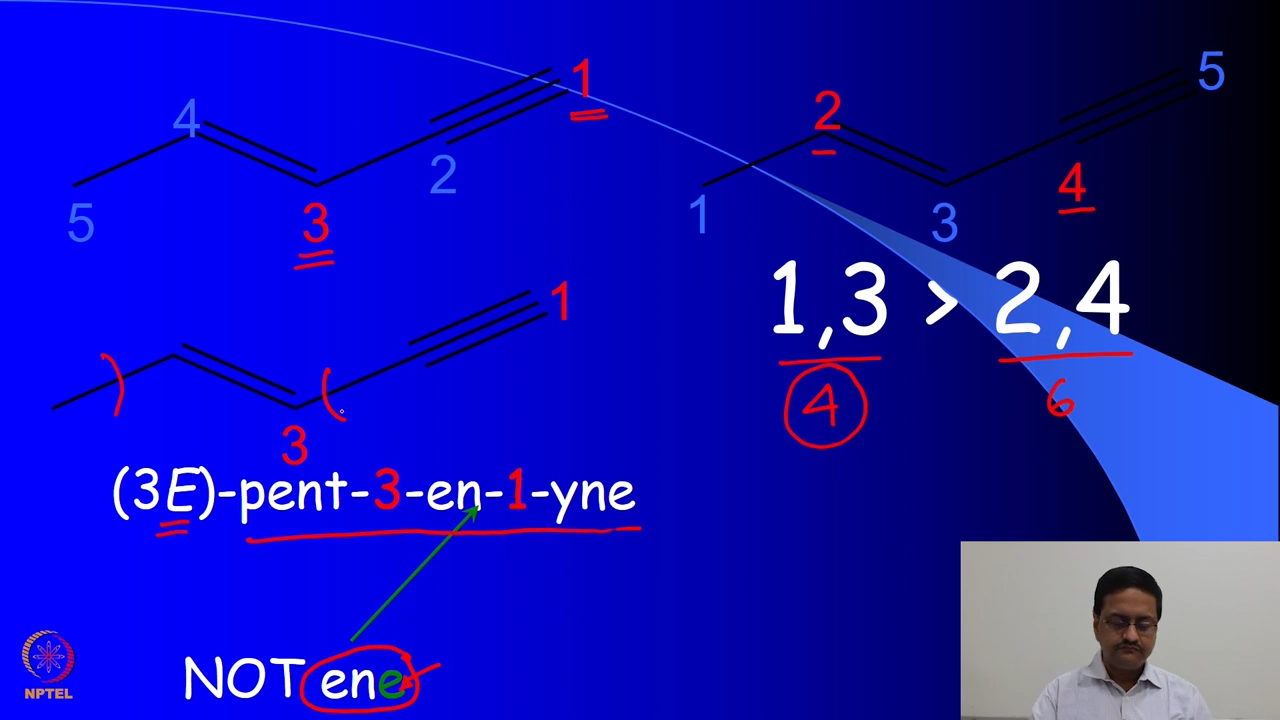 4 1 2 5
5 3 2 1 3 4
1
1,3 > 2,4
4 6
3
(3E)-pent-3-en-1-yne
NOT ene
NPTEL